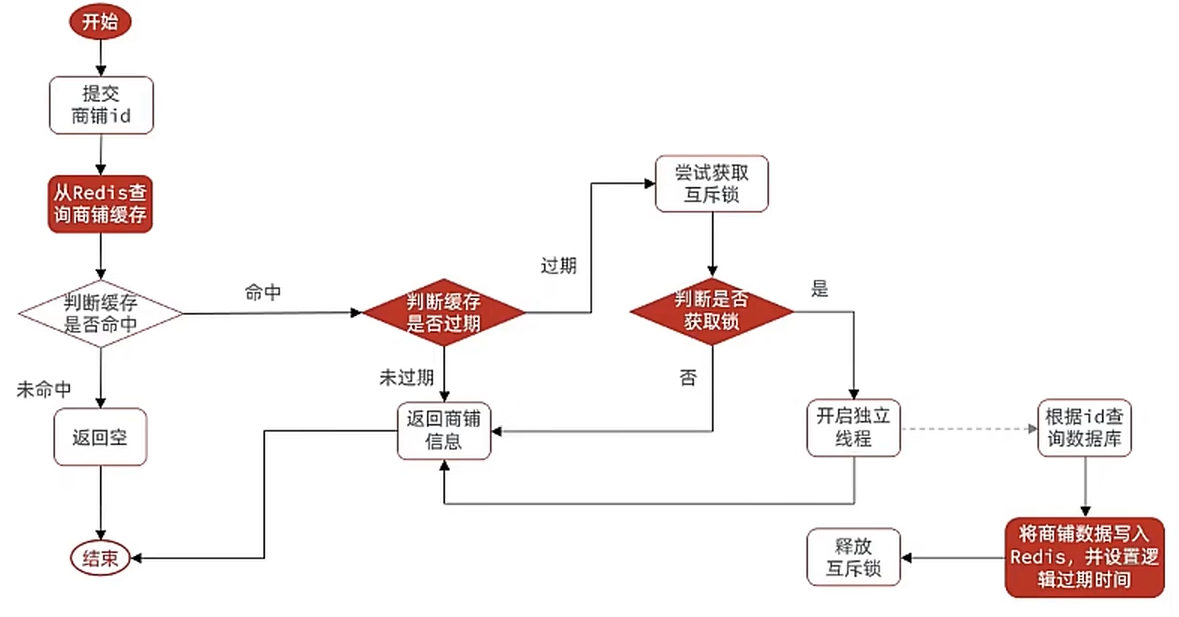 开始
提交
商铺id
从Redis查
询商铺缓存
判断缓存
是否命中
未命中
返回空
结束
命中
判断缓存
是否过期
过期
未过期
返回商铺
信息
尝试获取
互斥锁
判断是否
获取锁
是
否
开启独立
线程
根据id查
询数据库
将商铺数据写入
Redis，并设置逻
辑过期时间
释放
互斥锁